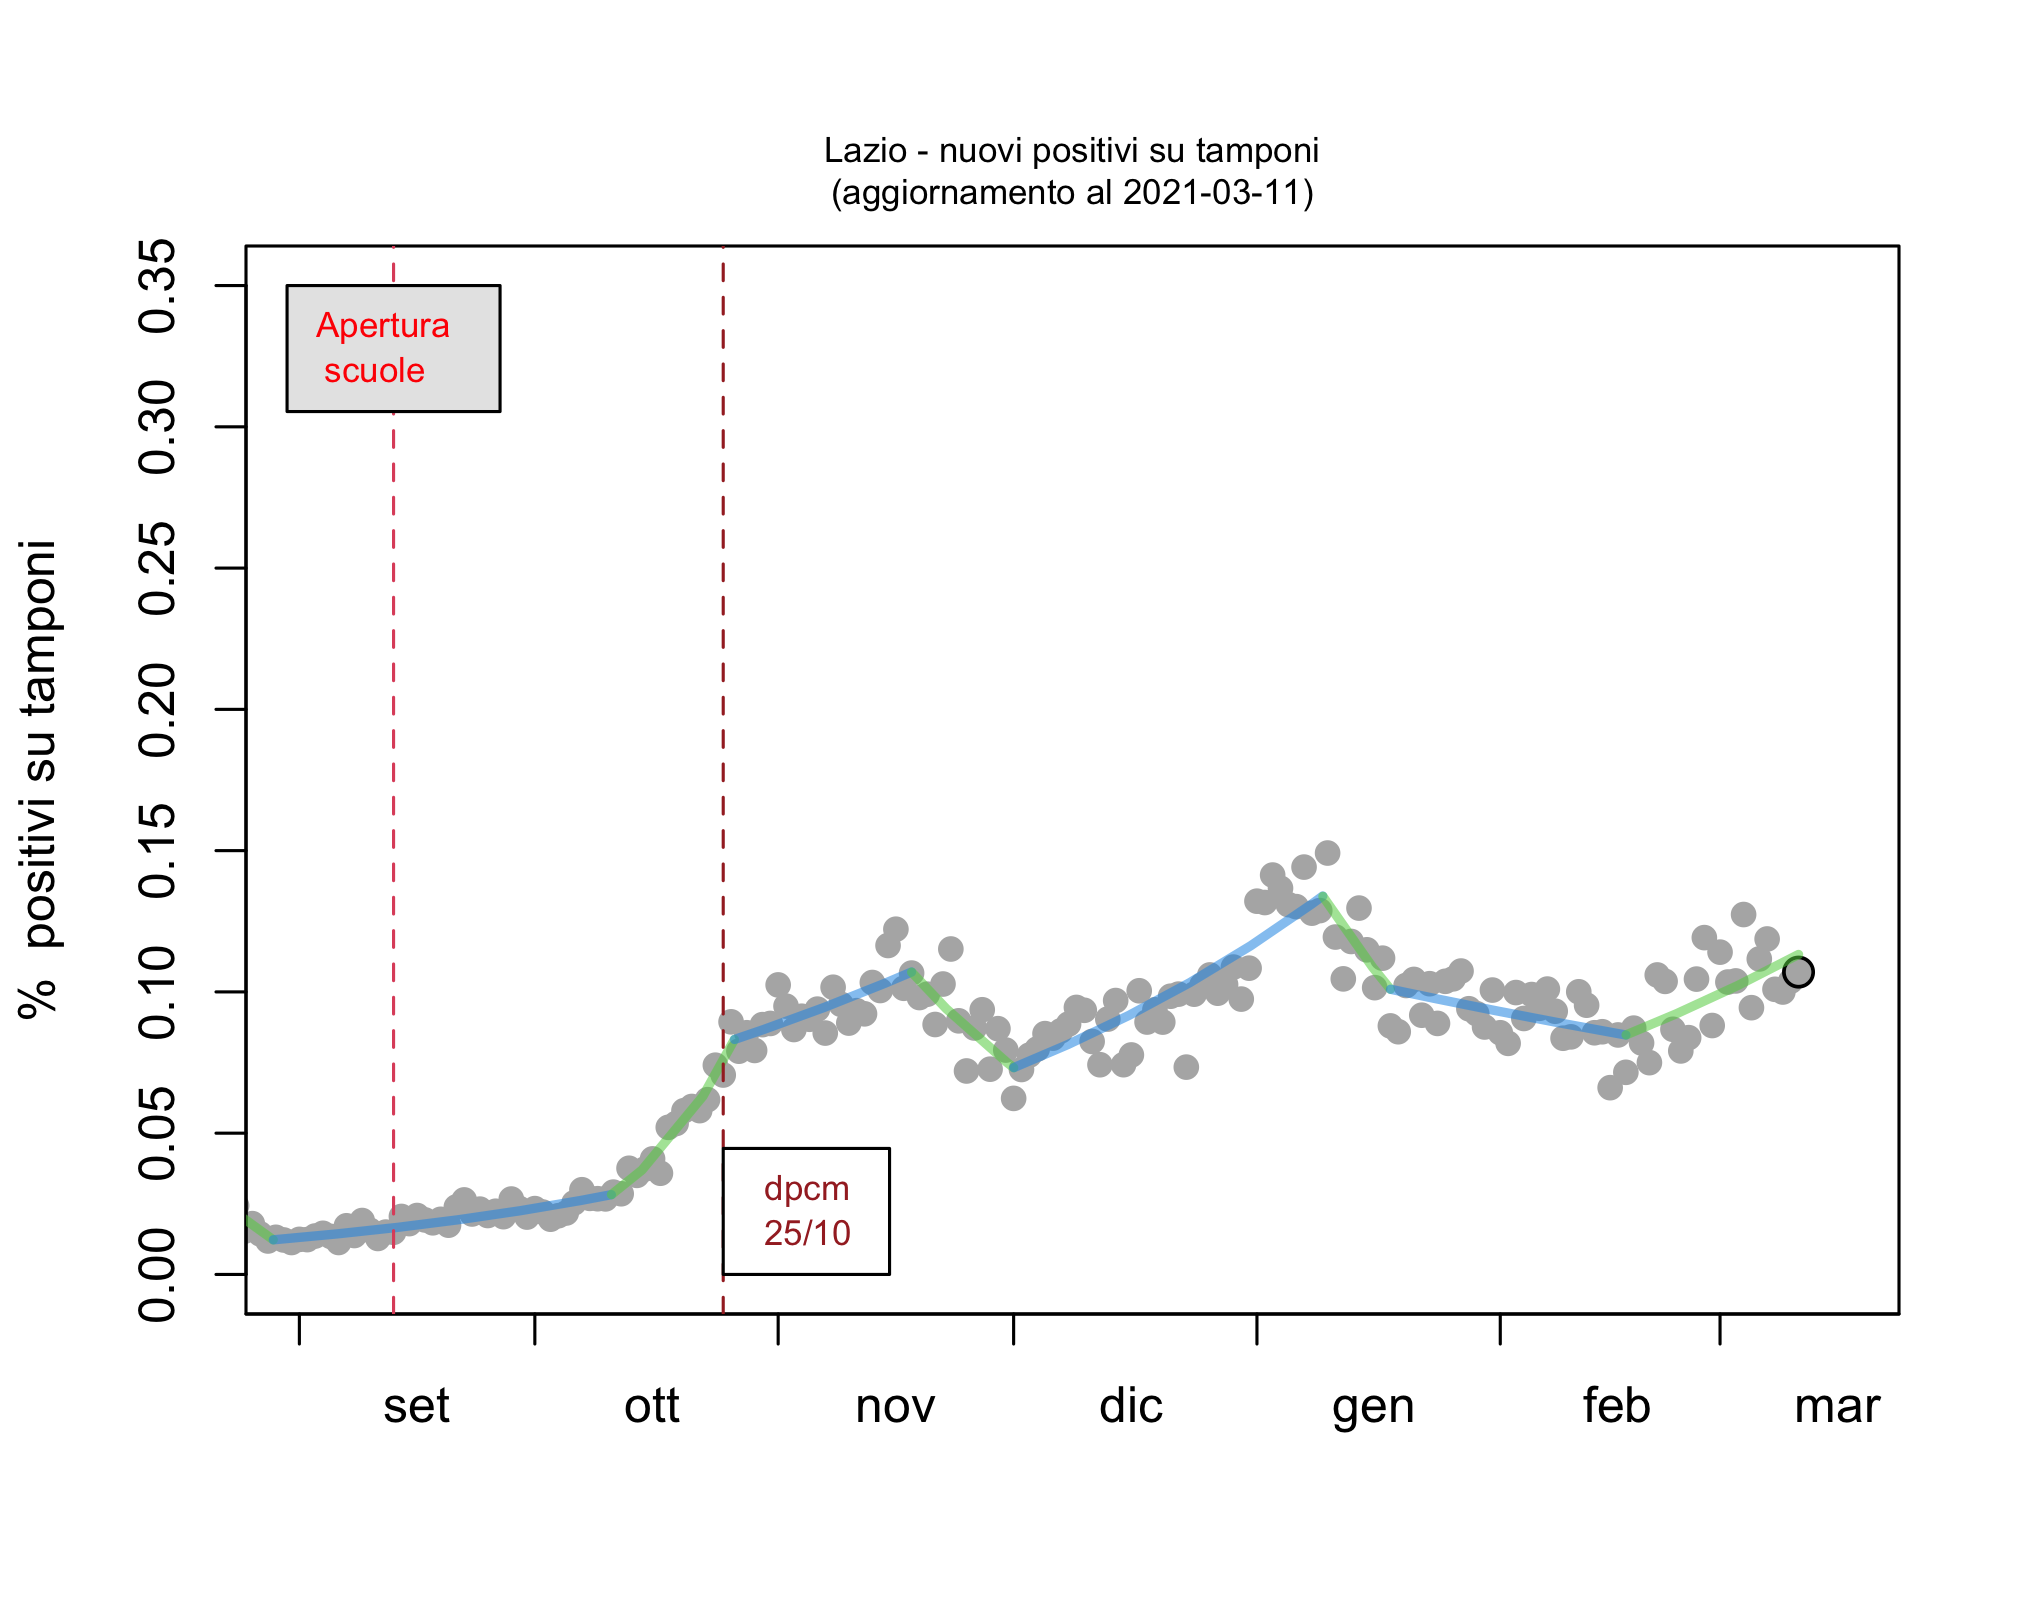 Lazio - nuovi positivi su tamponi
(aggiornamento al 2021-03-11)
% positivi su tamponi
0.35
0.30
0.25
0.20
0.15
0.10
0.05
0.00
Apertura
scuole
dpcm
25/10
set ott nov dic gen feb mar